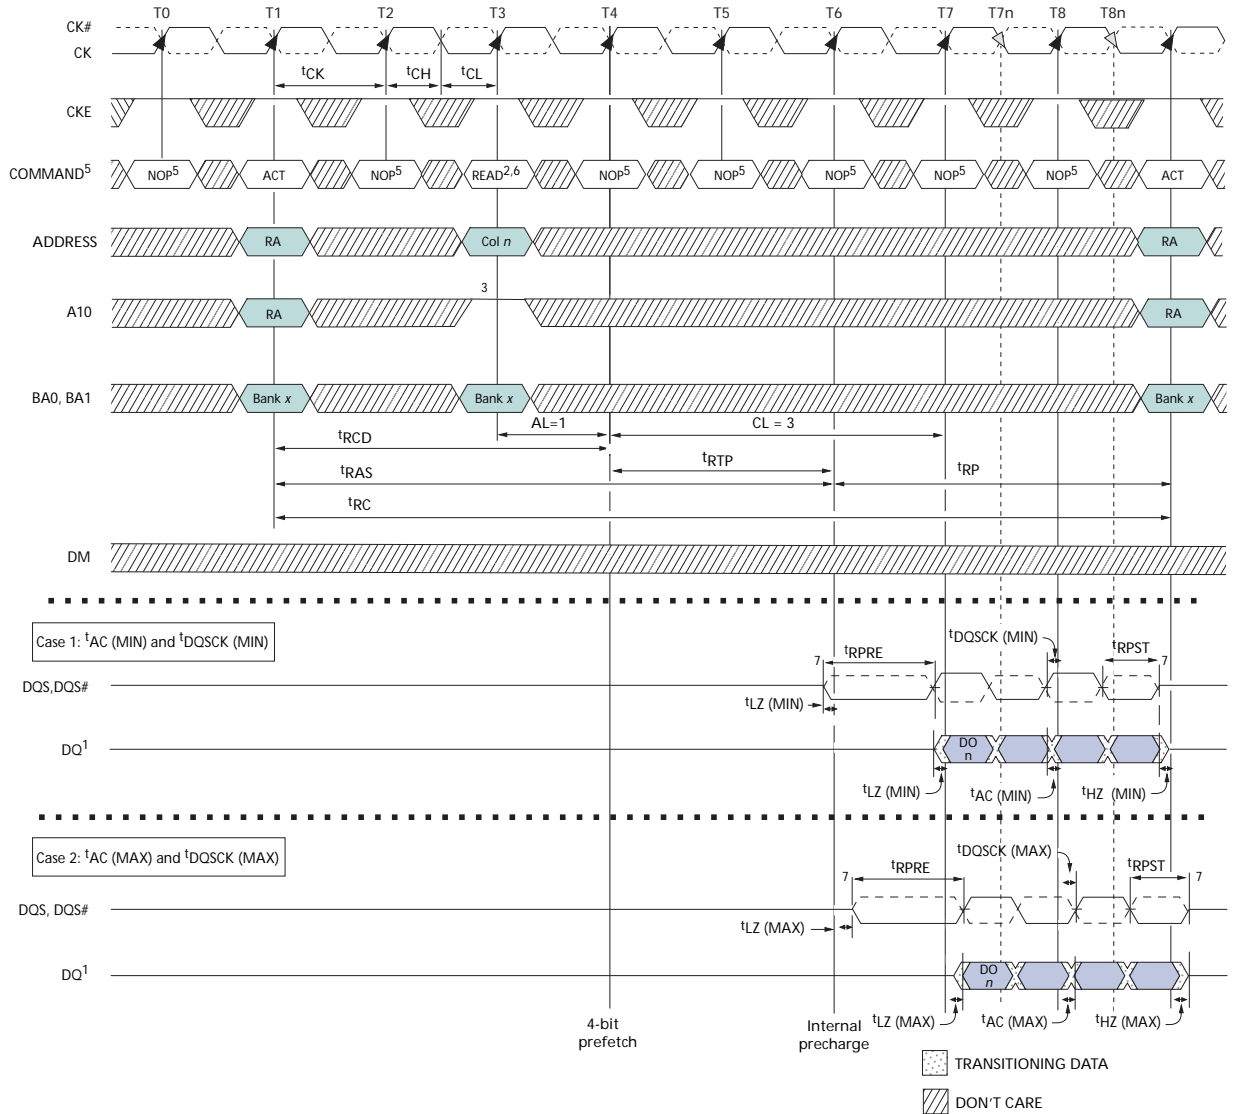 T0 T1 T2 T3 T4 T5 T6 T7 T7n T8 T8n
CK#
CK
tCK tCH tCL
CKE
COMMAND5 NOP5 ACT NOP5 READ2,6 NOP5 NOP5 NOP5 NOP5 NOP5 ACT
ADDRESS RA Col n RA
3
A10 RA RA
BA0, BA1 Bank x Bank x Bank x
AL=1 CL = 3
tRCD
tRTP
tRAS tRP
tRC
DM
Case 1: tAC (MIN) and tDQSCK (MIN)
tDQSCK (MIN)
7 tRPRE tRPST 7
DQS,DQS#
tLZ (MIN)
DQ1 DO n
tLZ (MIN) tAC (MIN) tHZ (MIN)
Case 2: tAC (MAX) and tDQSCK (MAX)
tDQSCK (MAX)
7 tRPRE tRPST 7
DQS, DQS#
tLZ (MAX)
DQ1 DO n
tLZ (MAX) tAC (MAX) tHZ (MAX)
4-bit prefetch
Internal precharge
TRANSITIONING DATA
DON'T CARE